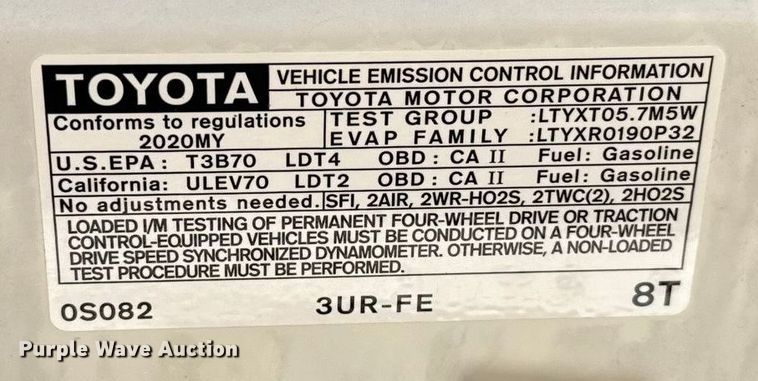 TOYOTA
VEHICLE EMISSION CONTROL INFORMATION
TOYOTA MOTOR CORPORATION
Conforms to regulations
2020MY
TEST GROUP :LTYXT05.7M5W
EVAP FAMILY :LTYXR0190P32
U.S.EPA : T3B70 LDT4 OBD : CA II Fuel: Gasoline
California: ULEV70 LDT2 OBD : CA II Fuel: Gasoline
No adjustments needed. SFI, 2AIR, 2WR-HO2S, 2TWC(2), 2HO2S
LOADED I/M TESTING OF PERMANENT FOUR-WHEEL DRIVE OR TRACTION
CONTROL-EQUIPPED VEHICLES MUST BE CONDUCTED ON A FOUR-WHEEL
DRIVE SPEED SYNCHRONIZED DYNAMOMETER. OTHERWISE, A NON-LOADED
TEST PROCEDURE MUST BE PERFORMED.
0S082 3UR-FE 8T
Purple Wave Auction